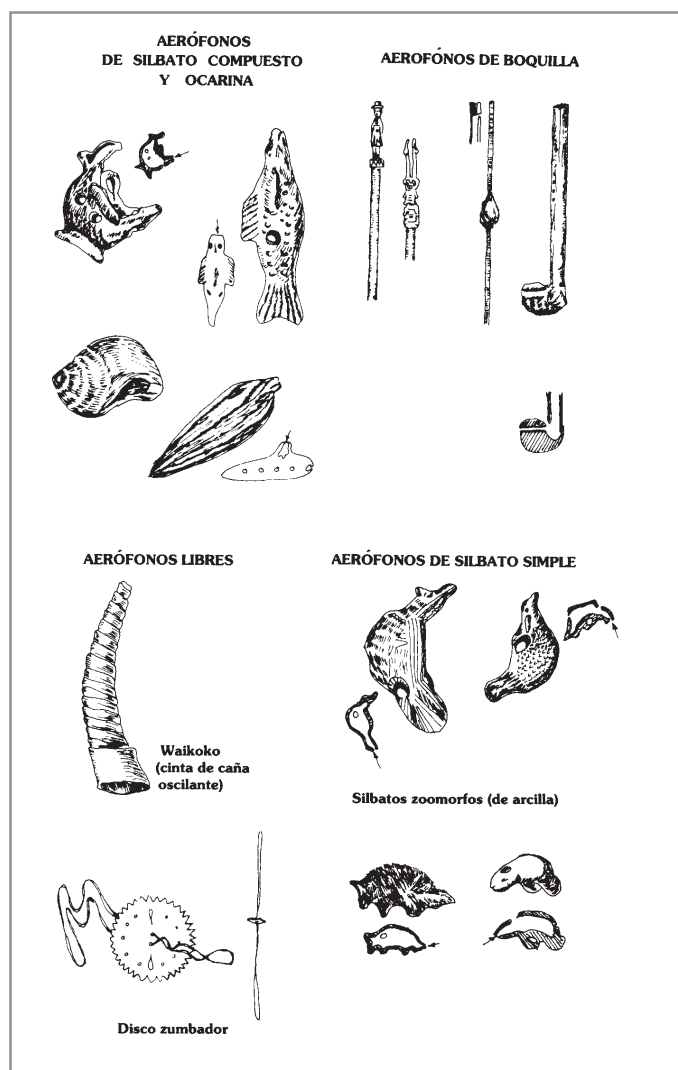 AERÓFONOS
DE SILBATO COMPUESTO
Y OCARINA
AEROFÓNOS DE BOQUILLA
AERÓFONOS LIBRES
AERÓFONOS DE SILBATO SIMPLE
Waikoko
(cinta de caña
oscilante)
Silbatos zoomorfos (de arcilla)
Disco zumbador